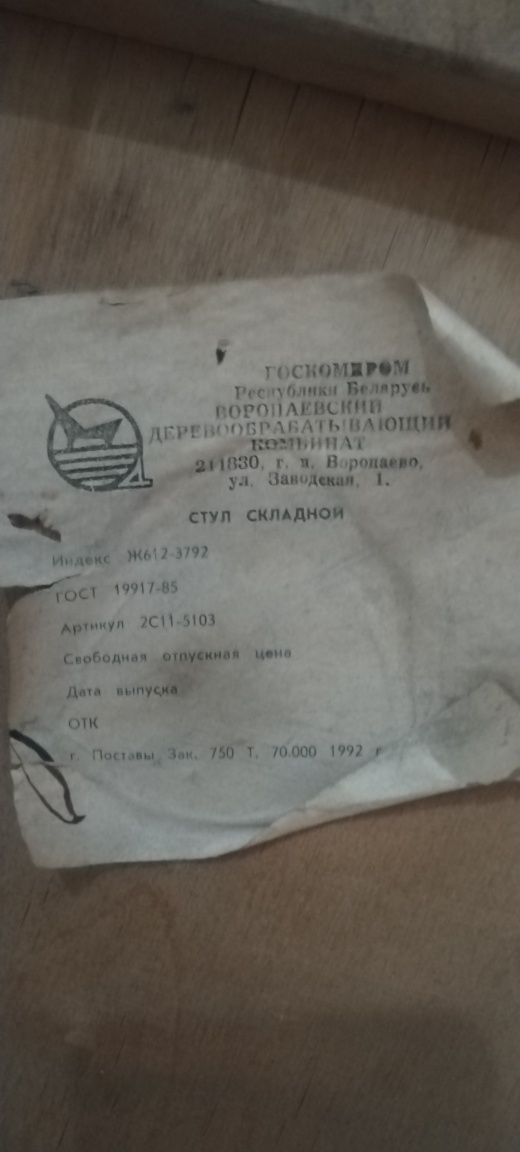 ГОСКОМПРОМ
Республики Беларусь
ВОРОПАЕВСКИЙ
ДЕРЕВООБРАБАТЫВАЮЩИЙ
КОМБИНАТ
211830, г. п. Воропаево,
ул. Заводская, 1.
СТУЛ СКЛАДНОЙ
Индекс Ж612-3792
ГОСТ 19917-85
Артикул 2С11-5103
Свободная отпускная цена
Дата выпуска
ОТК
г. Поставы Зак. 750 Т. 70.000 1992 г